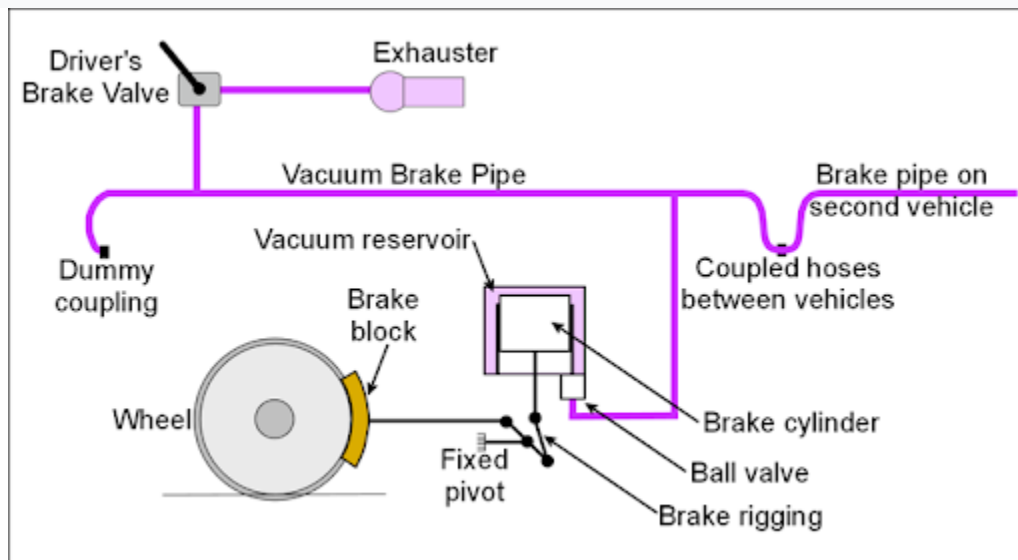 Driver's
Brake Valve
Exhauster
Vacuum Brake Pipe
Brake pipe on
second vehicle
Vacuum reservoir
Dummy
coupling
Coupled hoses
between vehicles
Brake
block
Wheel
Fixed
pivot
Brake cylinder
Ball valve
Brake rigging